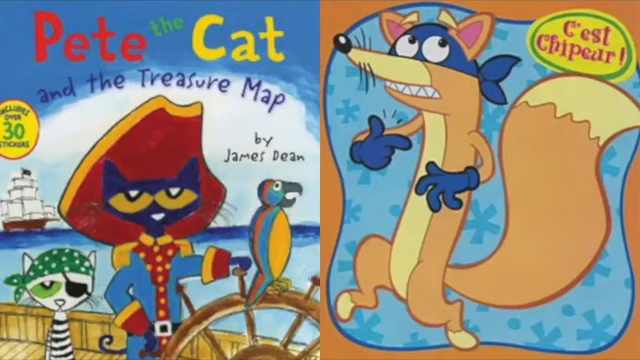 Pete the Cat
and the Treasure Map
INCLUDES
OVER
30
STICKERS
by
James Dean
C'est
Chipeur!